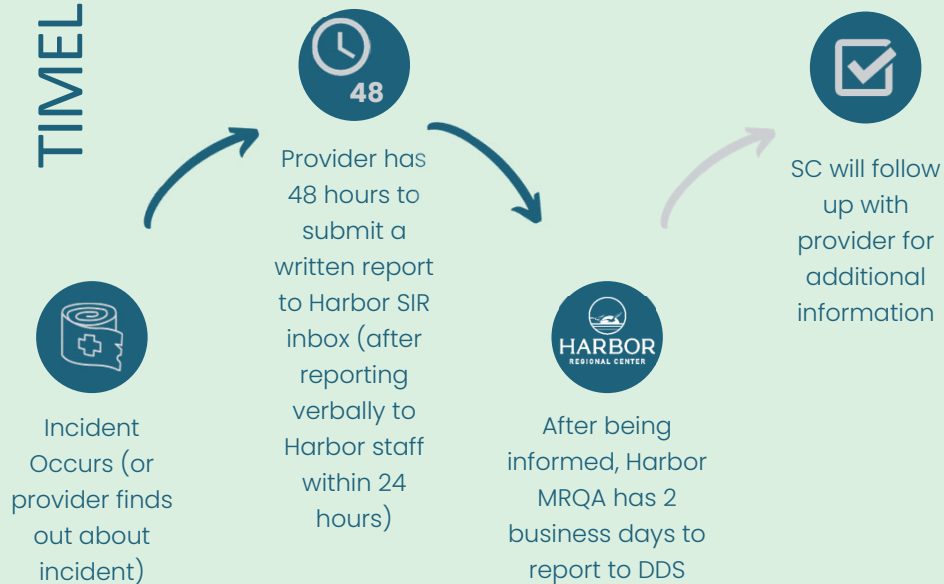 TIMEL
48
Provider has
48 hours to
submit a
written report
to Harbor SIR
inbox (after
reporting
verbally to
Harbor staff
within 24
hours)
SC will follow
up with
provider for
additional
information
Incident
Occurs (or
provider finds
out about
incident)
HARBOR
REGIONAL CENTER
After being
informed, Harbor
MRQA has 2
business days to
report to DDS